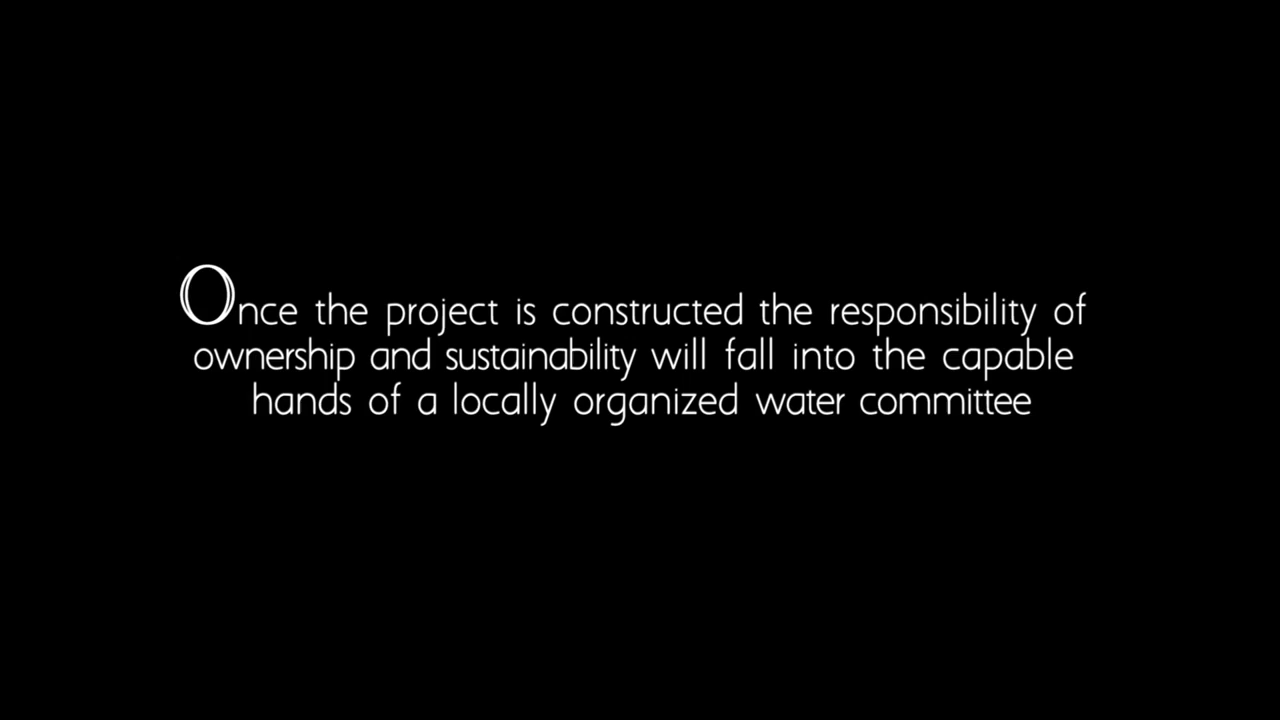 Once the project is constructed the responsibility of
ownership and sustainability will fall into the capable
hands of a locally organized water committee